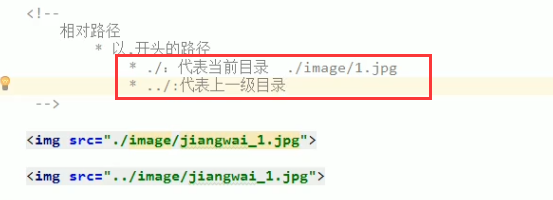 <!--
相对路径
* 以.开头的路径
* ./：代表当前目录 ./image/1.jpg
* ../:代表上一级目录
-->
<img src="./image/jiangwai_1.jpg">
<img src="../image/jiangwai_1.jpg">